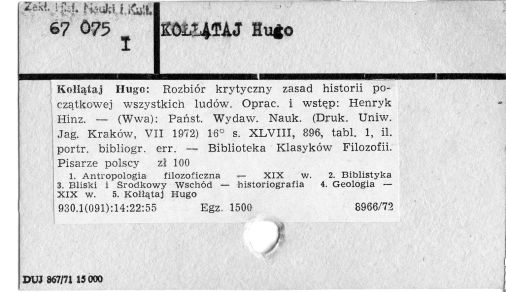 Zakł. Hist. Nauki i Kult.
67 075
I
KOŁŁĄTAJ Hugo
Kołłątaj Hugo: Rozbiór krytyczny zasad historii po-
czątkowej wszystkich ludów. Oprac. i wstęp: Henryk
Hinz. — (Wwa): Państ. Wydaw. Nauk. (Druk. Uniw.
Jag. Kraków, VII 1972) 16° s. XLVIII, 896, tabl. 1, il.
portr. bibliogr. err. — Biblioteka Klasyków Filozofii.
Pisarze polscy zł 100
1. Antropologia filozoficzna — XIX w. 2. Biblistyka
3. Bliski i Środkowy Wschód — historiografia 4. Geologia —
XIX w. 5. Kołłątaj Hugo
930.1(091):14:22:55 Egz. 1500 8966/72
DUJ 867/71 15 000